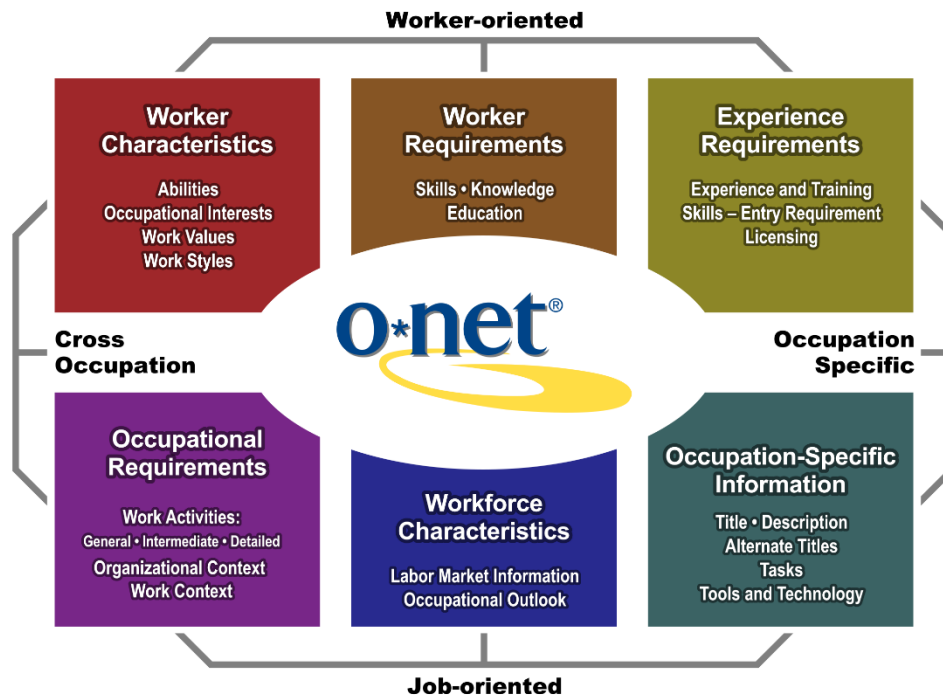 Worker-oriented
Worker
Characteristics
Abilities
Occupational Interests
Work Values
Work Styles
Worker
Requirements
Skills • Knowledge
Education
Experience
Requirements
Experience and Training
Skills – Entry Requirement
Licensing
o*net®
Cross
Occupation
Occupation
Specific
Occupational
Requirements
Work Activities:
General • Intermediate • Detailed
Organizational Context
Work Context
Workforce
Characteristics
Labor Market Information
Occupational Outlook
Occupation-Specific
Information
Title • Description
Alternate Titles
Tasks
Tools and Technology
Job-oriented